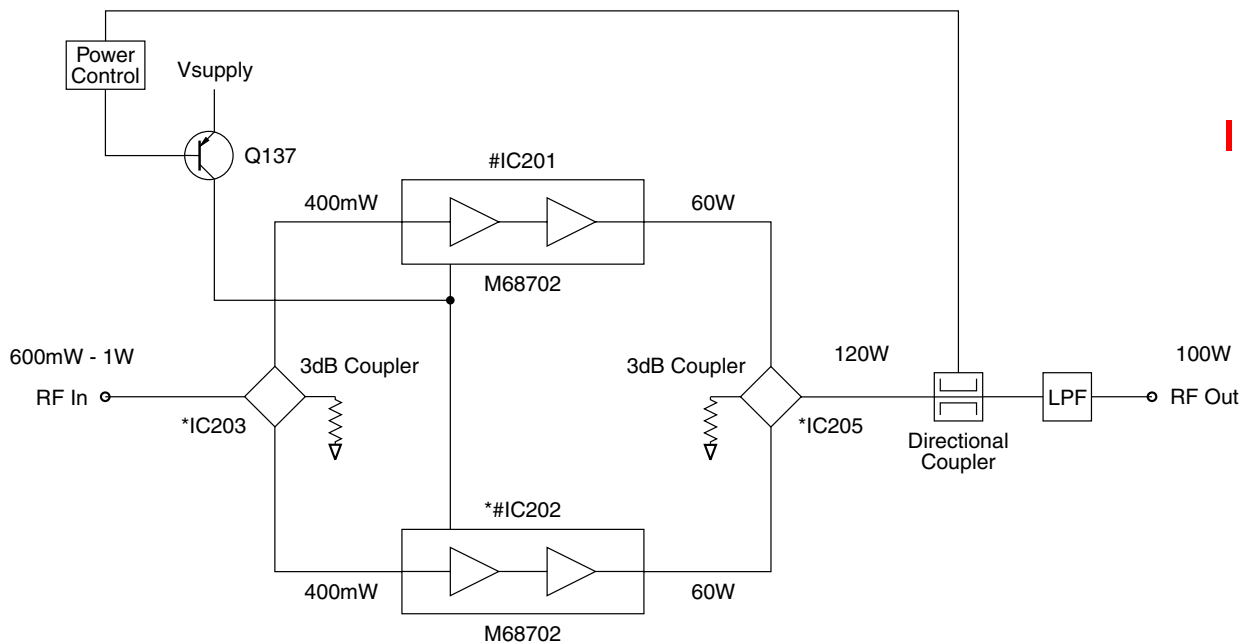 Power
Control
Vsupply
Q137
#IC201
400mW
60W
M68702
600mW - 1W
3dB Coupler
3dB Coupler
120W
100W
RF In
LPF
RF Out
*IC203
*IC205
Directional
Coupler
*#IC202
400mW
60W
M68702